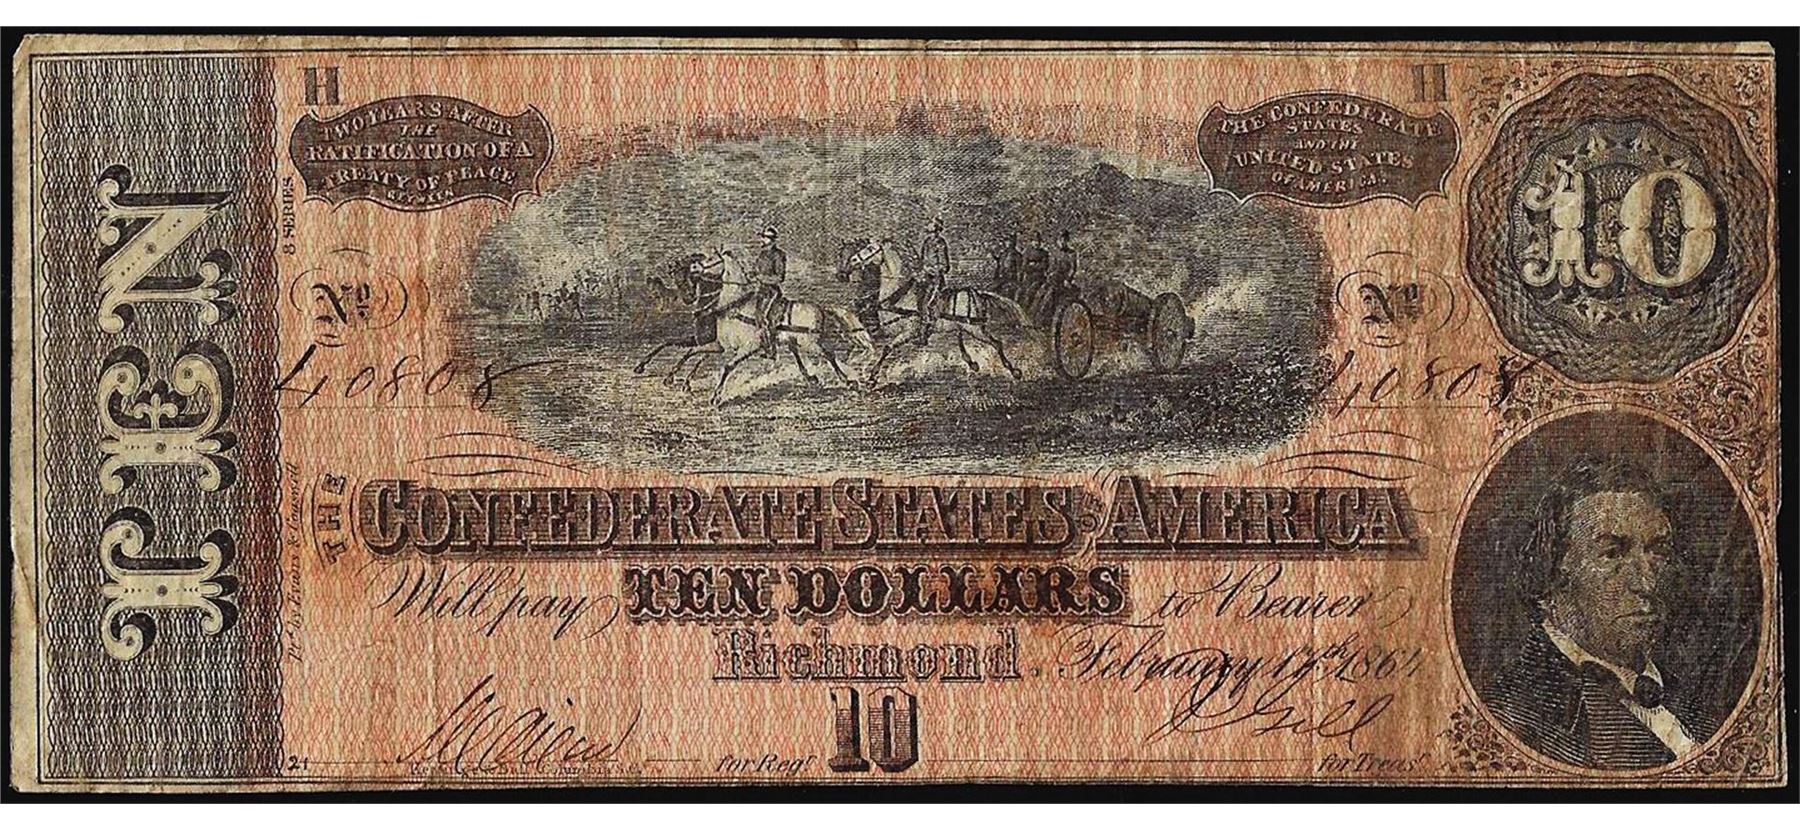 H
H
TWO YEARS AFTER
THE
RATIFICATION OF A
TREATY OF PEACE
BETWEEN
THE CONFEDERATE
STATES
AND THE
UNITED STATES
OF AMERICA.
10
TEN
8 SERIES
No
No
40808
40808
THE CONFEDERATE STATES OF AMERICA
Will pay TEN DOLLARS to Bearer
Richmond. February 17th 1864
10
21
for Regr
for Treasr